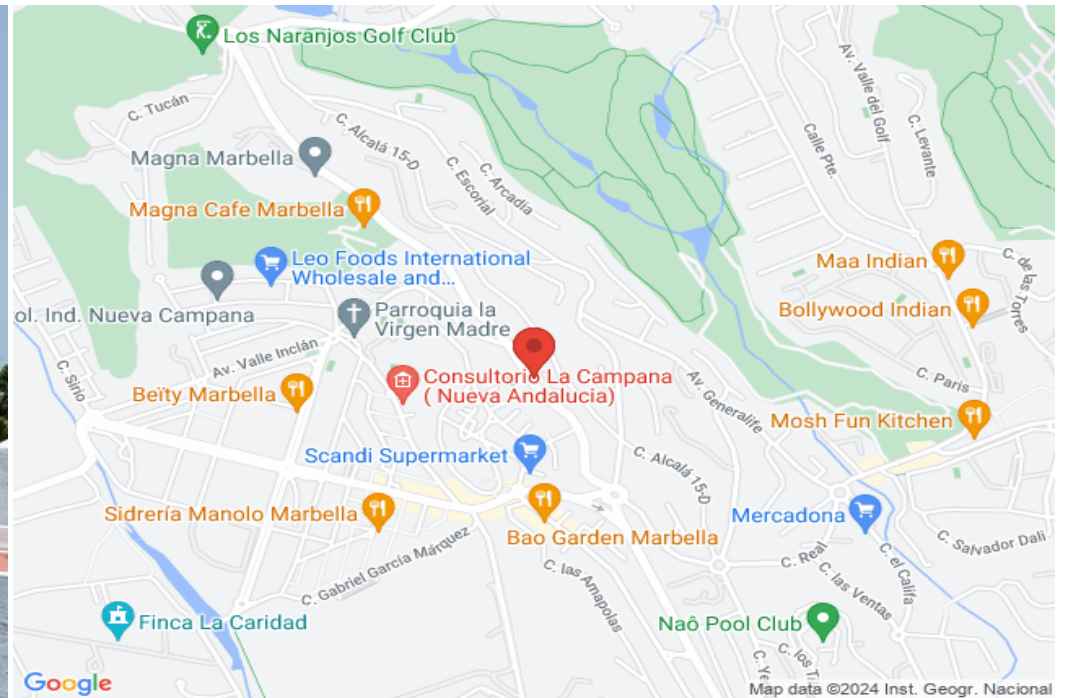 Los Naranjos Golf Club
C. Tucán
Av. Valle del Golf
C. Levante
C. Alcalá 15-D
Calle Pte.
Magna Marbella
C. Escorial
C. Arcadia
Magna Cafe Marbella
Leo Foods International
Wholesale and...
Maa Indian
C. de las Torres
ol. Ind. Nueva Campana
Parroquia la
Virgen Madre
Bollywood Indian
Av. Valle Inclán
C. Sirio
Consultorio La Campana
( Nueva Andalucia)
C. París
Beïty Marbella
Av. Generalife
Mosh Fun Kitchen
Scandi Supermarket
C. Alcalá 15-D
Sidrería Manolo Marbella
Mercadona
Bao Garden Marbella
C. Salvador Dali
C. Gabriel García Márquez
C. las Amapolas
C. Real
C. el Califa
C. las Ventas
Finca La Caridad
Naô Pool Club
C. los Ti
C. Ye
Google
Map data ©2024 Inst. Geogr. Nacional